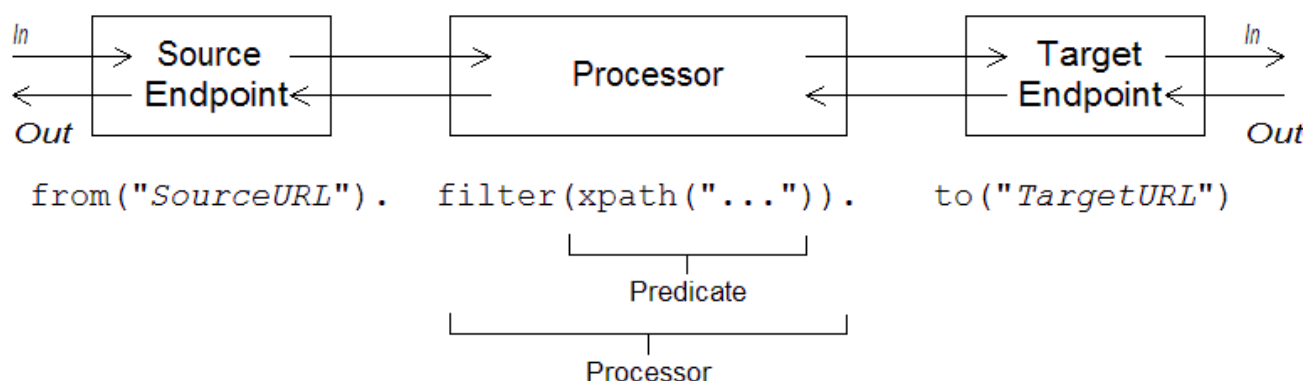 In
Source
Endpoint
Out
Processor
Target
Endpoint
In
Out
from("SourceURL"). filter(xpath("...")). to("TargetURL")
Predicate
Processor